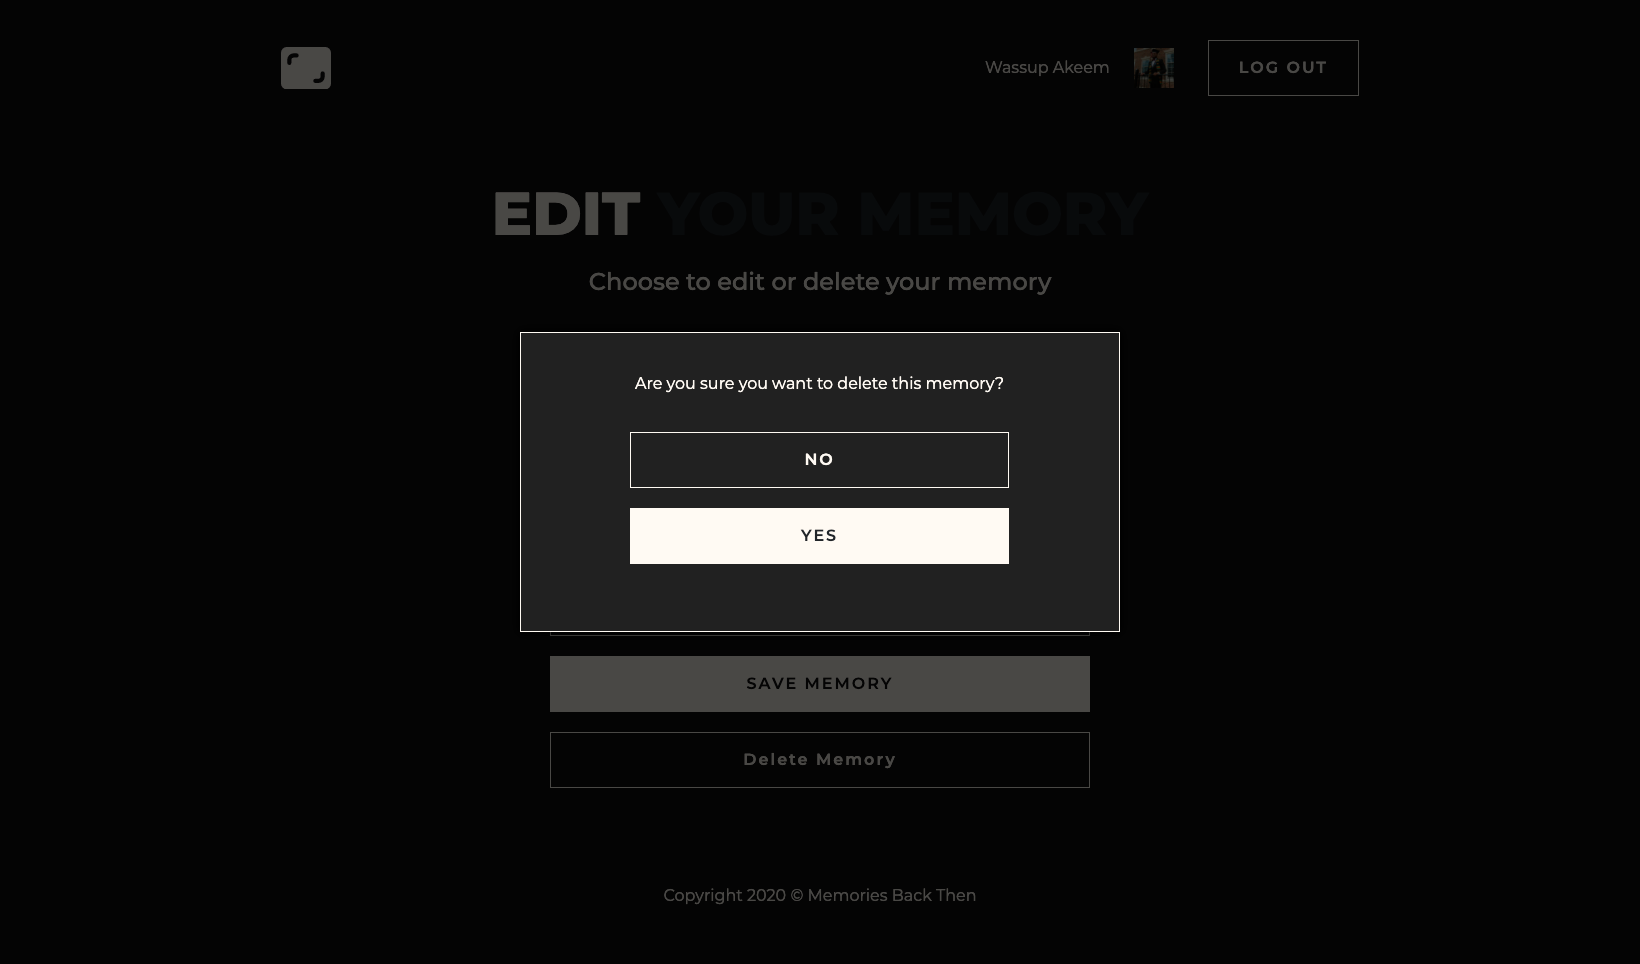 Wassup Akeem
LOG OUT
EDIT YOUR MEMORY
Choose to edit or delete your memory
Are you sure you want to delete this memory?
NO
YES
SAVE MEMORY
Delete Memory
Copyright 2020 © Memories Back Then